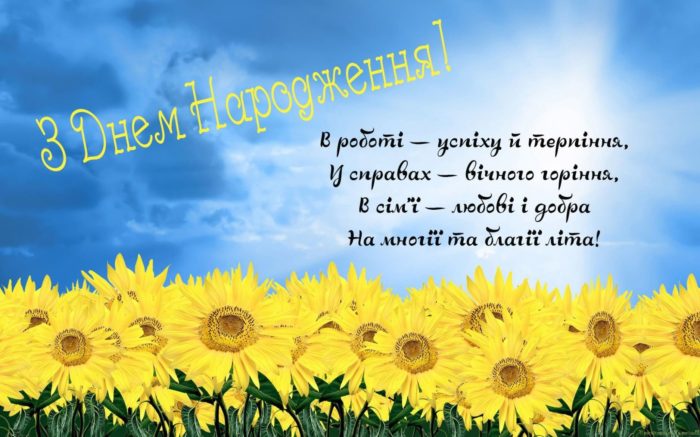 З Днем Народження!
В роботі — успіху й терпіння,
У справах — вічного горіння,
В сім'ї — любові і добра
На многії та благії літа!